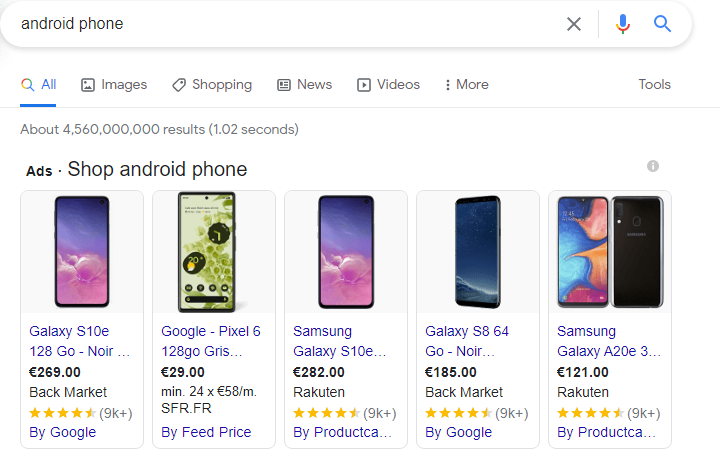 android phone
All Images Shopping News Videos More Tools
About 4,560,000,000 results (1.02 seconds)
Ads · Shop android phone
Galaxy S10e
128 Go - Noir ...
€269.00
Back Market
(9k+)
By Google
Google - Pixel 6
128go Gris...
€29.00
min. 24 x €58/m.
SFR.FR
By Feed Price
Samsung
Galaxy S10e...
€282.00
Rakuten
(9k+)
By Productca...
Galaxy S8 64
Go - Noir...
€185.00
Back Market
(9k+)
By Google
SAMSUNG
Samsung
Galaxy A20e 3...
€121.00
Rakuten
(9k+)
By Productca...